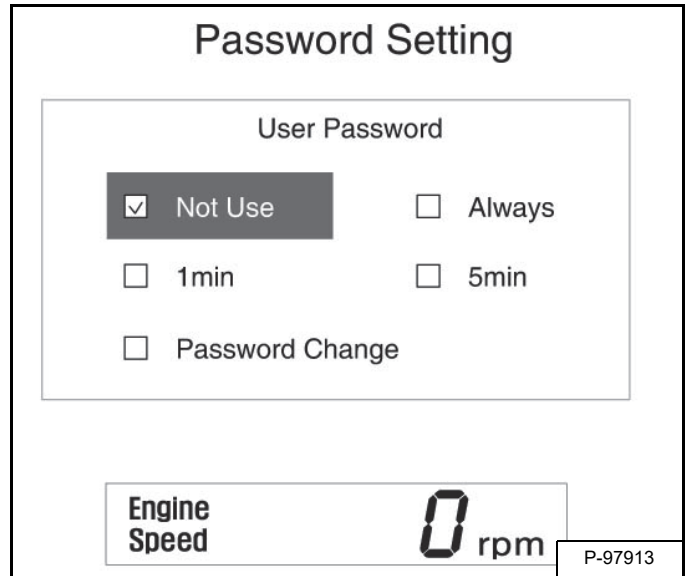 Password Setting
User Password
Not Use Always
1min 5min
Password Change
Engine
Speed 0 rpm
P-97913